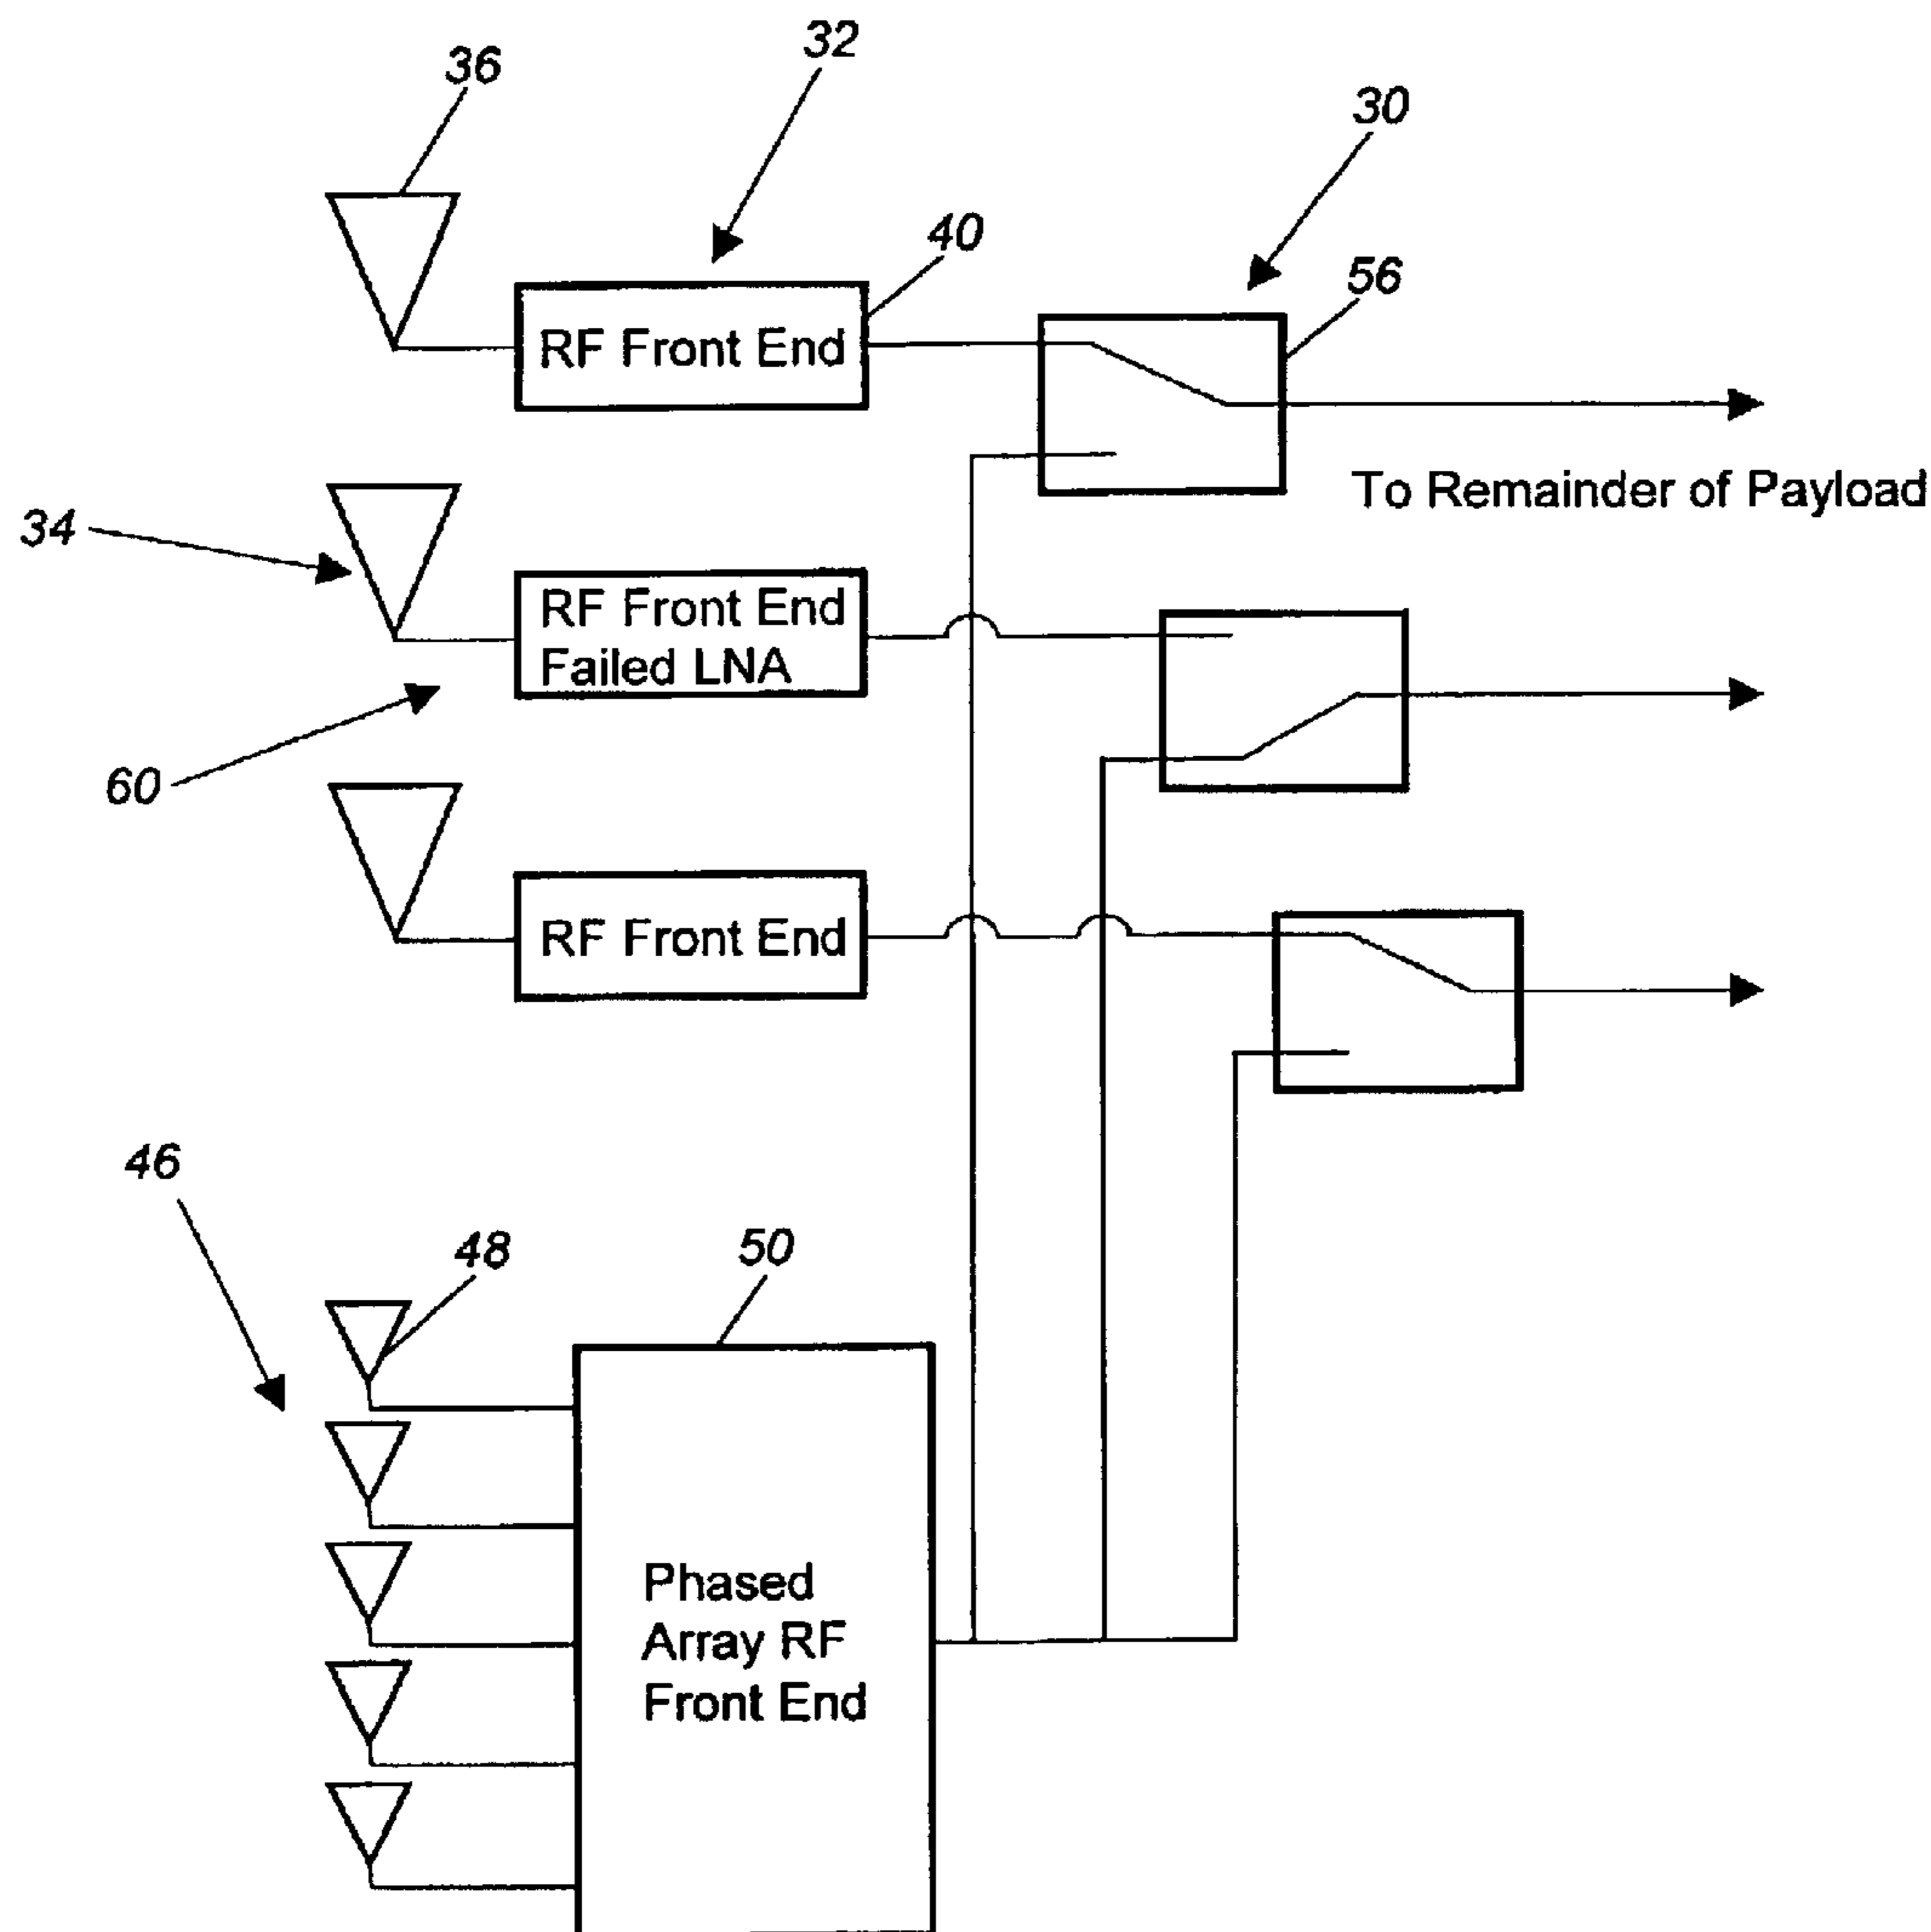 32
36
30
40
56
RF Front End
To Remainder of Payload
34
RF Front End
Failed LNA
60
RF Front End
46
48
50
Phased
Array RF
Front End